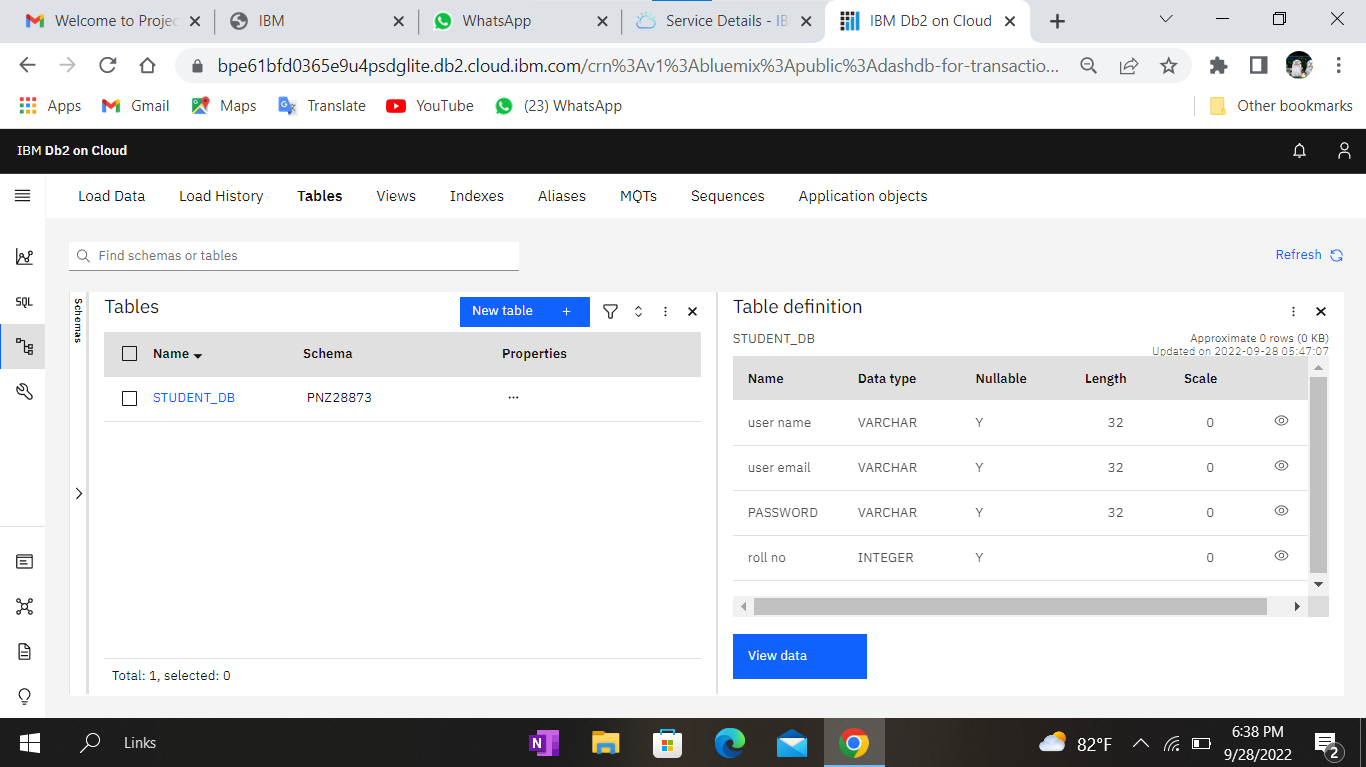 Welcome to Projec
IBM
WhatsApp
Service Details - IB
IBM Db2 on Cloud
bpe61bfd0365e9u4psdglite.db2.cloud.ibm.com/crn%3Av1%3Abluemix%3Apublic%3Adashdb-for-transactio...
Apps
Gmail
Maps
Translate
YouTube
(23) WhatsApp
Other bookmarks
IBM Db2 on Cloud
Load Data
Load History
Tables
Views
Indexes
Aliases
MQTs
Sequences
Application objects
Find schemas or tables
Refresh
SQL
Schemas
Tables
New table +
Name
Schema
Properties
STUDENT_DB
PNZ28873
...
Total: 1, selected: 0
Table definition
STUDENT_DB
Approximate 0 rows (0 KB)
Updated on 2022-09-28 05:47:07
Name Data type Nullable Length Scale
user name VARCHAR Y 32 0
user email VARCHAR Y 32 0
PASSWORD VARCHAR Y 32 0
roll no INTEGER Y 0
View data
Links
N
82°F
6:38 PM
9/28/2022
2